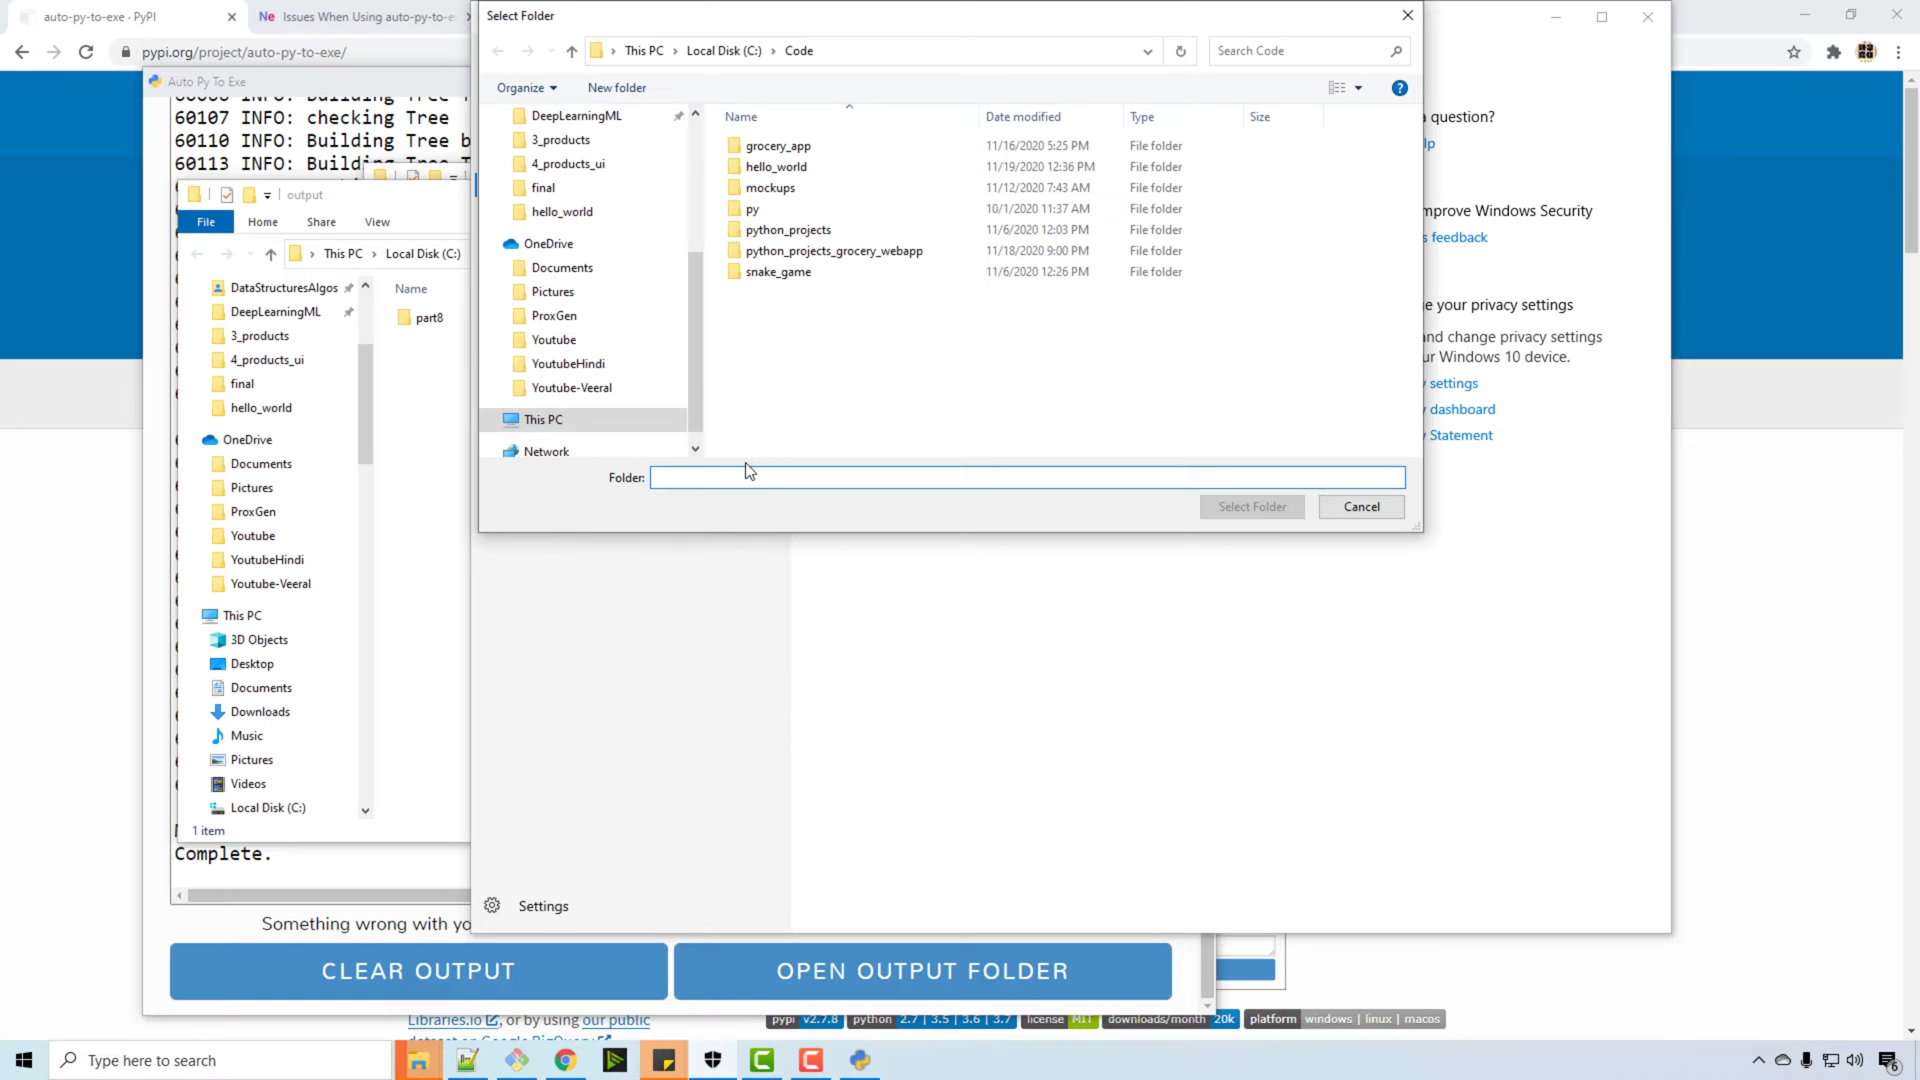 auto-py-to-exe · PyPI
Issues When Using auto-py-to-e
pypi.org/project/auto-py-to-exe/
Auto Py To Exe
60107 INFO: checking Tree
60110 INFO: Building Tree b
60113 INFO: Building Tree T
output
File Home Share View
This PC Local Disk (C:)
Name
part8
DataStructuresAlgos
DeepLearningML
3_products
4_products_ui
final
hello_world
OneDrive
Documents
Pictures
ProxGen
Youtube
YoutubeHindi
Youtube-Veeral
This PC
3D Objects
Desktop
Documents
Downloads
Music
Pictures
Videos
Local Disk (C:)
1 item
Complete.
Something wrong with yo
CLEAR OUTPUT
OPEN OUTPUT FOLDER
Libraries.io, or by using our public
pypi v2.7.8 python 2.7 | 3.5 | 3.6 | 3.7 license MIT downloads/month 20k platform windows | linux | macos
Select Folder
This PC Local Disk (C:) Code
Search Code
Organize New folder
DeepLearningML
3_products
4_products_ui
final
hello_world
OneDrive
Documents
Pictures
ProxGen
Youtube
YoutubeHindi
Youtube-Veeral
This PC
Network
Name Date modified Type Size
grocery_app 11/16/2020 5:25 PM File folder
hello_world 11/19/2020 12:36 PM File folder
mockups 11/12/2020 7:43 AM File folder
py 10/1/2020 11:37 AM File folder
python_projects 11/6/2020 12:03 PM File folder
python_projects_grocery_webapp 11/18/2020 9:00 PM File folder
snake_game 11/6/2020 12:26 PM File folder
Folder:
Select Folder Cancel
a question?
lp
mprove Windows Security
s feedback
e your privacy settings
and change privacy settings
ur Windows 10 device.
y settings
y dashboard
y Statement
Settings
Type here to search
6